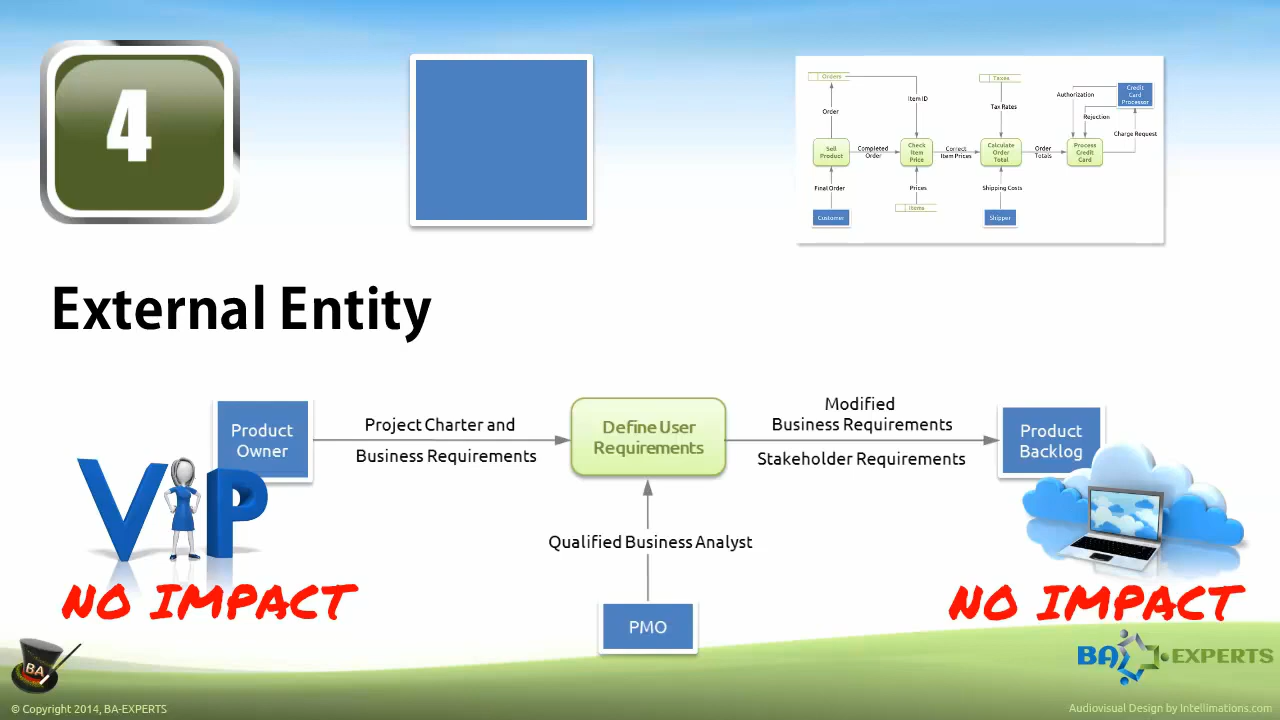 4
Orders
Taxes
Credit
Card
Processor
Authorization
Item ID
Order
Tax Rates
Rejection
Charge Request
Sell
Product
Completed
Order
Check
Item
Price
Correct
Item Prices
Calculate
Order
Total
Order
Totals
Process
Credit
Card
Final Order
Prices
Shipping Costs
Items
Customer
Shipper
External Entity
Product
Owner
Project Charter and
Business Requirements
Define User
Requirements
Modified
Business Requirements
Stakeholder Requirements
Product
Backlog
VIP
Qualified Business Analyst
NO IMPACT
NO IMPACT
PMO
BA
BA EXPERTS
© Copyright 2014, BA-EXPERTS
Audiovisual Design by Intellimations.com